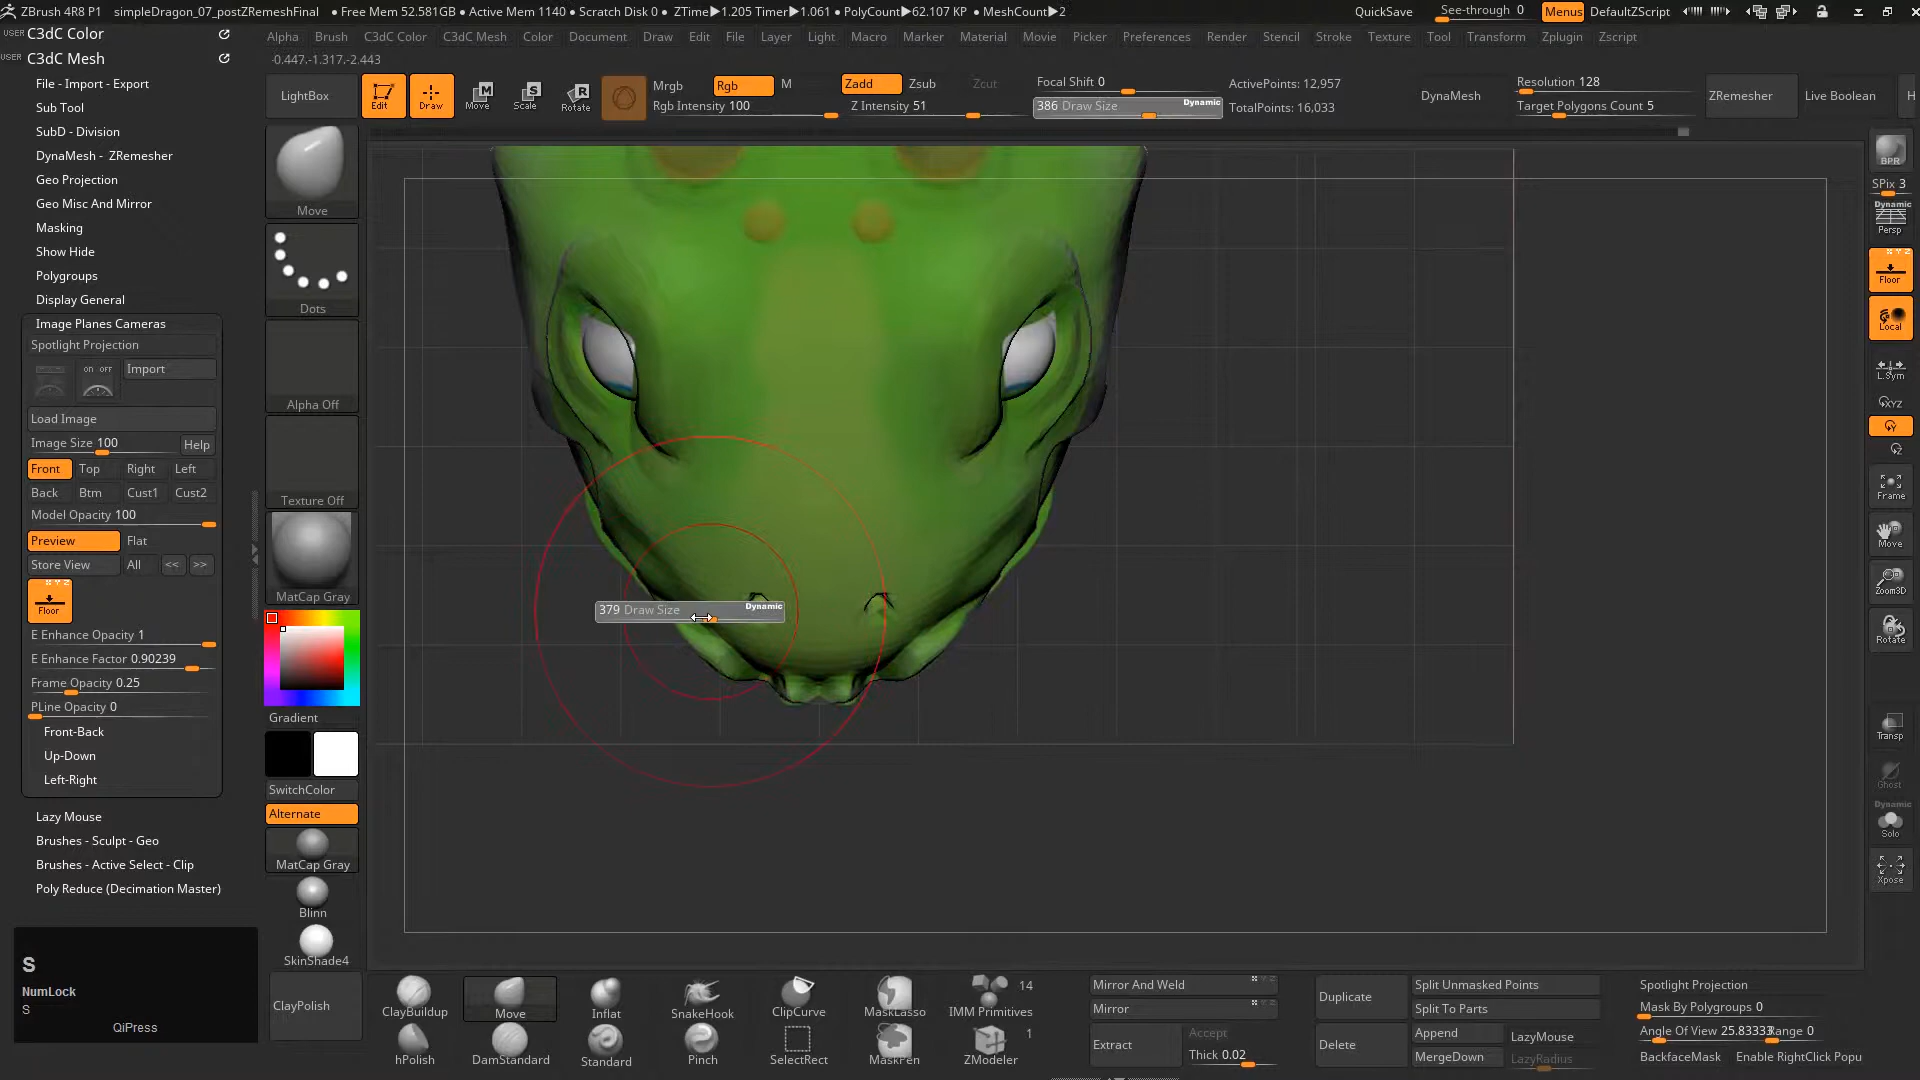 ZBrush 4R8 P1 simpleDragon_07_postZRemeshFinal ● Free Mem 52.581GB ● Active Mem 1140 ● Scratch Disk 0 ● ZTime▶1.205 Timer▶1.061 ● PolyCount▶62.107 KP ● MeshCount▶2 QuickSave See-through 0 Menus DefaultZScript
USER C3dC Color
Alpha Brush C3dC Color C3dC Mesh Color Document Draw Edit File Layer Light Macro Marker Material Movie Picker Preferences Render Stencil Stroke Texture Tool Transform Zplugin Zscript
USER C3dC Mesh
-0.447,-1.317,-2.443
File - Import - Export
Sub Tool
SubD - Division
DynaMesh - ZRemesher
Geo Projection
Geo Misc And Mirror
Masking
Show Hide
Polygroups
Display General
Image Planes Cameras
Spotlight Projection
on off
Import
Load Image
Image Size 100
Help
Front Top Right Left
Back Btm Cust1 Cust2
Model Opacity 100
Preview Flat
Store View All << >>
X Y Z
Floor
E Enhance Opacity 1
E Enhance Factor 0.90239
Frame Opacity 0.25
PLine Opacity 0
Front-Back
Up-Down
Left-Right
Lazy Mouse
Brushes - Sculpt - Geo
Brushes - Active Select - Clip
Poly Reduce (Decimation Master)
S
NumLock
S
QiPress
LightBox
Edit
Draw
M
Move
S
Scale
R
Rotate
Mrgb Rgb M
Rgb Intensity 100
Zadd Zsub Zcut
Z Intensity 51
Focal Shift 0
386 Draw Size Dynamic
ActivePoints: 12,957
TotalPoints: 16,033
DynaMesh
Resolution 128
Target Polygons Count 5
ZRemesher
Live Boolean
H
Move
Dots
Alpha Off
Texture Off
MatCap Gray
Gradient
SwitchColor
Alternate
MatCap Gray
Blinn
SkinShade4
ClayPolish
379 Draw Size Dynamic
BPR
SPix 3
Dynamic
Persp
X Y Z
Floor
Local
L.Sym
XYZ
Y
Z
Frame
Move
Zoom3D
Rotate
Transp
Ghost
Dynamic
Solo
Xpose
ClayBuildup
Move
Inflat
SnakeHook
ClipCurve
MaskLasso
14
IMM Primitives
hPolish
DamStandard
Standard
Pinch
SelectRect
MaskPen
1
ZModeler
Mirror And Weld
Mirror
Extract
Accept
Thick 0.02
Duplicate
Delete
Split Unmasked Points
Split To Parts
Append
MergeDown
LazyMouse
LazyRadius
Spotlight Projection
Mask By Polygroups 0
Angle Of View 25.83333
Range 0
BackfaceMask
Enable RightClick Popu